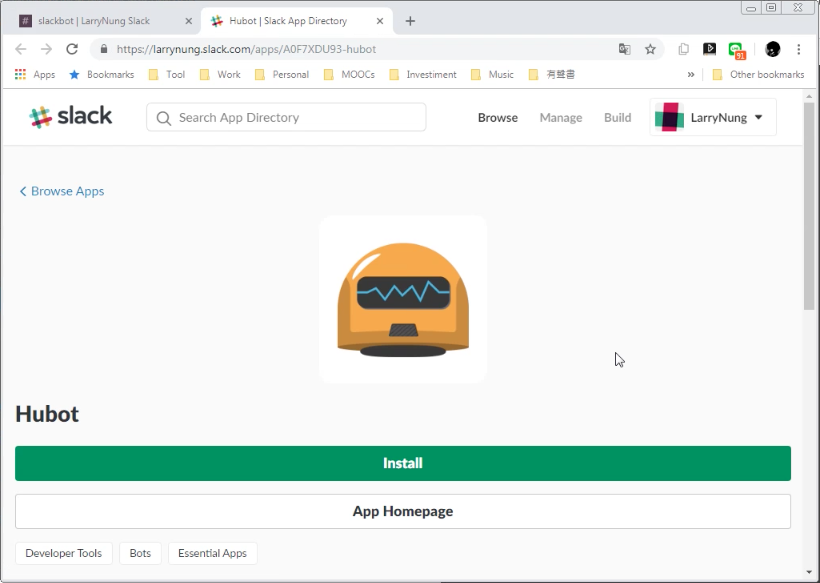 slackbot | LarryNung Slack
Hubot | Slack App Directory
https://larrynung.slack.com/apps/A0F7XDU93-hubot
91
Apps
Bookmarks
Tool
Work
Personal
MOOCs
Investiment
Music
有聲書
»
Other bookmarks
slack
Search App Directory
Browse
Manage
Build
LarryNung
Browse Apps
Hubot
Install
App Homepage
Developer Tools
Bots
Essential Apps